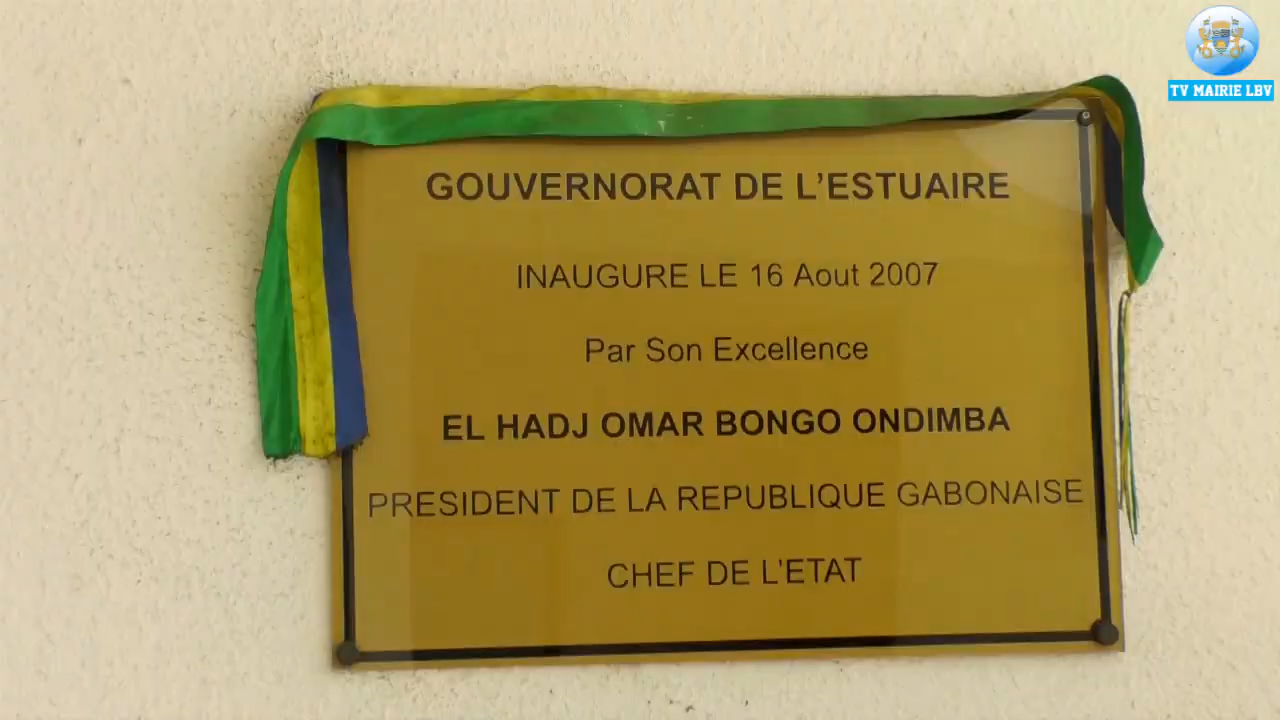 TV MAIRIE LBV
GOUVERNORAT DE L'ESTUAIRE
INAUGURE LE 16 Aout 2007
Par Son Excellence
EL HADJ OMAR BONGO ONDIMBA
PRESIDENT DE LA REPUBLIQUE GABONAISE
CHEF DE L'ETAT